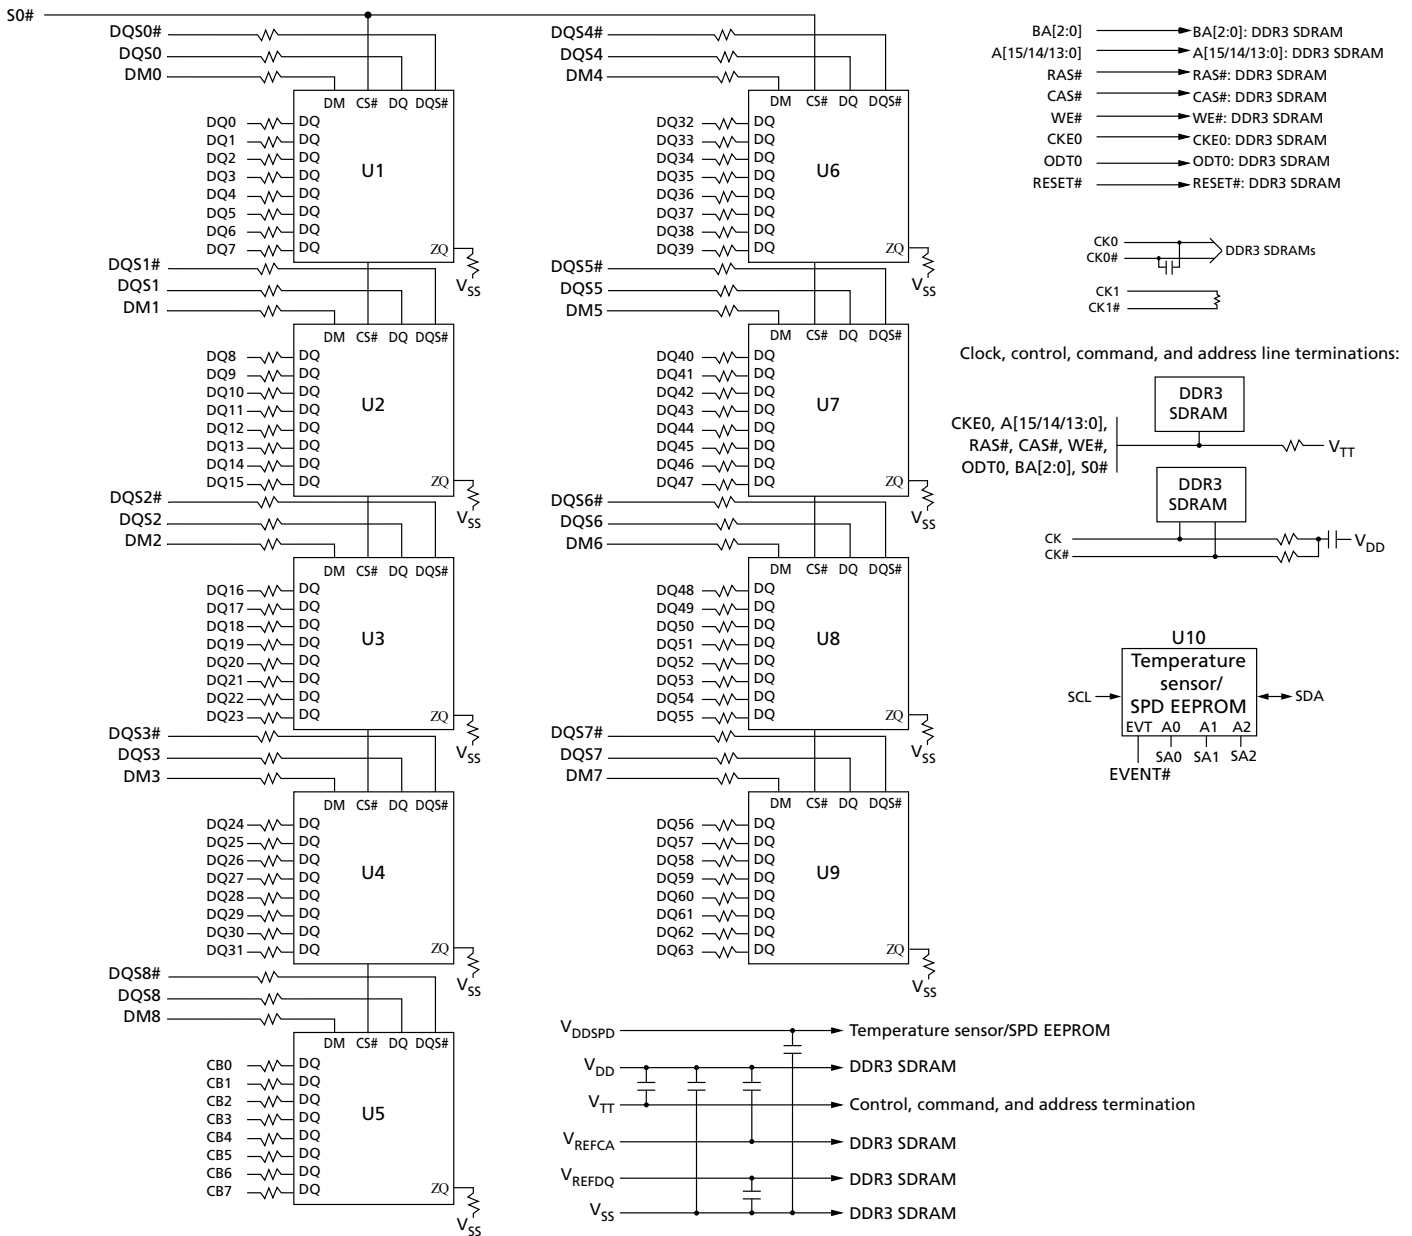 S0#
DQS0#
DQS0
DM0
DM CS# DQ DQS#
DQ0 DQ
DQ1 DQ
DQ2 DQ
DQ3 DQ
DQ4 DQ
DQ5 DQ
DQ6 DQ
DQ7 DQ
U1
ZQ
VSS
DQS1#
DQS1
DM1
DM CS# DQ DQS#
DQ8 DQ
DQ9 DQ
DQ10 DQ
DQ11 DQ
DQ12 DQ
DQ13 DQ
DQ14 DQ
DQ15 DQ
U2
ZQ
VSS
DQS2#
DQS2
DM2
DM CS# DQ DQS#
DQ16 DQ
DQ17 DQ
DQ18 DQ
DQ19 DQ
DQ20 DQ
DQ21 DQ
DQ22 DQ
DQ23 DQ
U3
ZQ
VSS
DQS3#
DQS3
DM3
DM CS# DQ DQS#
DQ24 DQ
DQ25 DQ
DQ26 DQ
DQ27 DQ
DQ28 DQ
DQ29 DQ
DQ30 DQ
DQ31 DQ
U4
ZQ
VSS
DQS8#
DQS8
DM8
DM CS# DQ DQS#
CB0 DQ
CB1 DQ
CB2 DQ
CB3 DQ
CB4 DQ
CB5 DQ
CB6 DQ
CB7 DQ
U5
ZQ
VSS
DQS4#
DQS4
DM4
DM CS# DQ DQS#
DQ32 DQ
DQ33 DQ
DQ34 DQ
DQ35 DQ
DQ36 DQ
DQ37 DQ
DQ38 DQ
DQ39 DQ
U6
ZQ
VSS
DQS5#
DQS5
DM5
DM CS# DQ DQS#
DQ40 DQ
DQ41 DQ
DQ42 DQ
DQ43 DQ
DQ44 DQ
DQ45 DQ
DQ46 DQ
DQ47 DQ
U7
ZQ
VSS
DQS6#
DQS6
DM6
DM CS# DQ DQS#
DQ48 DQ
DQ49 DQ
DQ50 DQ
DQ51 DQ
DQ52 DQ
DQ53 DQ
DQ54 DQ
DQ55 DQ
U8
ZQ
VSS
DQS7#
DQS7
DM7
DM CS# DQ DQS#
DQ56 DQ
DQ57 DQ
DQ58 DQ
DQ59 DQ
DQ60 DQ
DQ61 DQ
DQ62 DQ
DQ63 DQ
U9
ZQ
VSS
VDDSPD Temperature sensor/SPD EEPROM
VDD DDR3 SDRAM
VTT Control, command, and address termination
VREFCA DDR3 SDRAM
VREFDQ DDR3 SDRAM
VSS DDR3 SDRAM
BA[2:0] BA[2:0]: DDR3 SDRAM
A[15/14/13:0] A[15/14/13:0]: DDR3 SDRAM
RAS# RAS#: DDR3 SDRAM
CAS# CAS#: DDR3 SDRAM
WE# WE#: DDR3 SDRAM
CKE0 CKE0: DDR3 SDRAM
ODT0 ODT0: DDR3 SDRAM
RESET# RESET#: DDR3 SDRAM
CK0
CK0#
DDR3 SDRAMs
CK1
CK1#
Clock, control, command, and address line terminations:
DDR3
SDRAM
CKE0, A[15/14/13:0],
RAS#, CAS#, WE#,
ODT0, BA[2:0], S0#
VTT
DDR3
SDRAM
CK
CK#
VDD
U10
Temperature
sensor/
SPD EEPROM
SCL
SDA
EVT A0 A1 A2
SA0 SA1 SA2
EVENT#